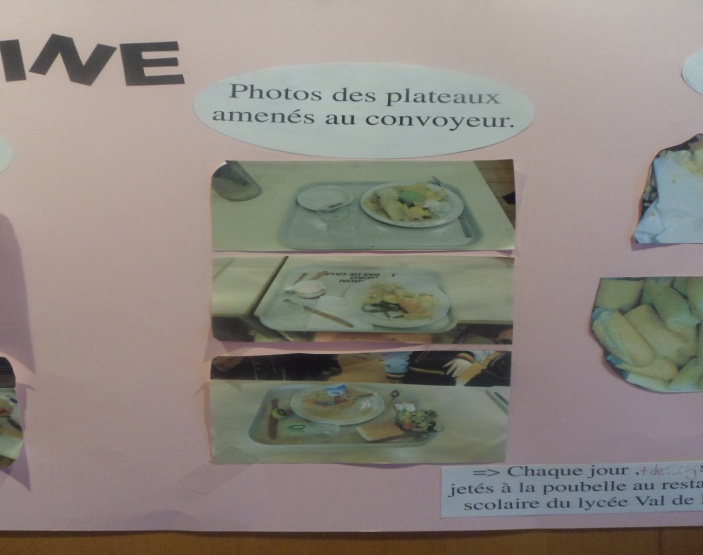 INE
Photos des plateaux
amenés au convoyeur.
=> Chaque jour
jetés à la poubelle au resta
scolaire du lycée Val de